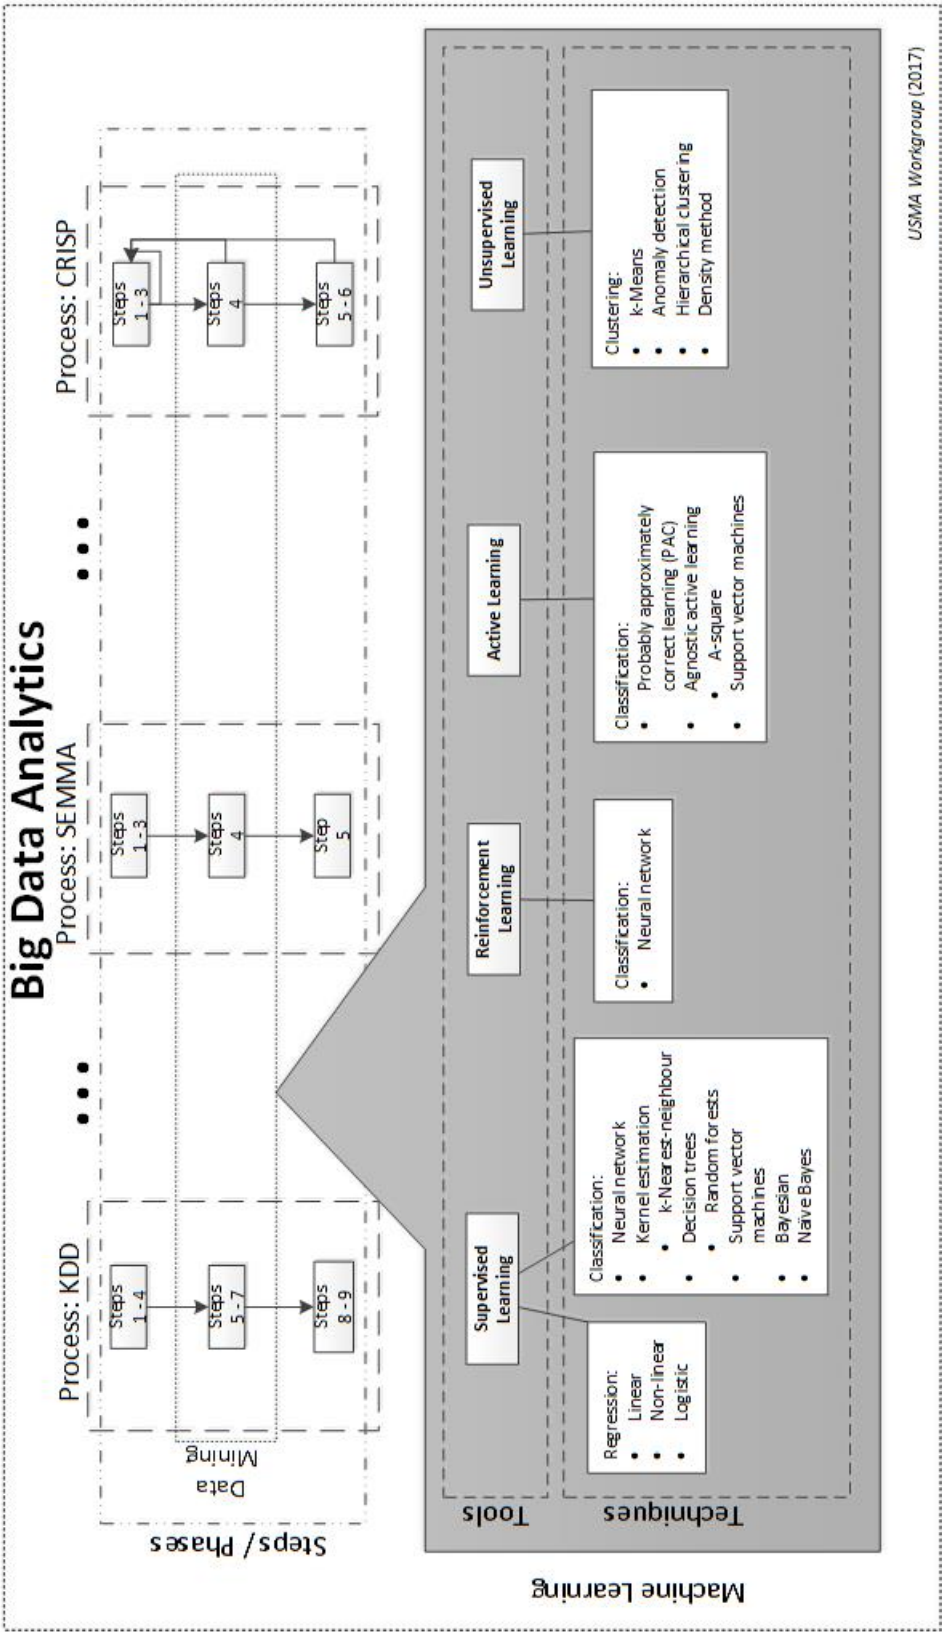 Big Data Analytics
Process: KDD
• • •
Process: SEMMA
• • •
Process: CRISP
Steps / Phases
Data
Mining
Steps
1 - 4
Steps
5 - 7
Steps
8 - 9
Steps
1 - 3
Steps
4
Step
5
Steps
1 - 3
Steps
4
Steps
5 - 6
Machine Learning
Tools
Supervised
Learning
Reinforcement
Learning
Active Learning
Unsupervised
Learning
Techniques
Regression:
• Linear
• Non-linear
• Logistic
Classification:
• Neural network
• Kernel estimation
• k-Nearest-neighbour
• Decision trees
• Random forests
• Support vector
machines
• Bayesian
• Naïve Bayes
Classification:
• Neural network
Classification:
• Probably approximately
correct learning (PAC)
• Agnostic active learning
• A-square
• Support vector machines
Clustering:
• k-Means
• Anomaly detection
• Hierarchical clustering
• Density method
USMA Workgroup (2017)